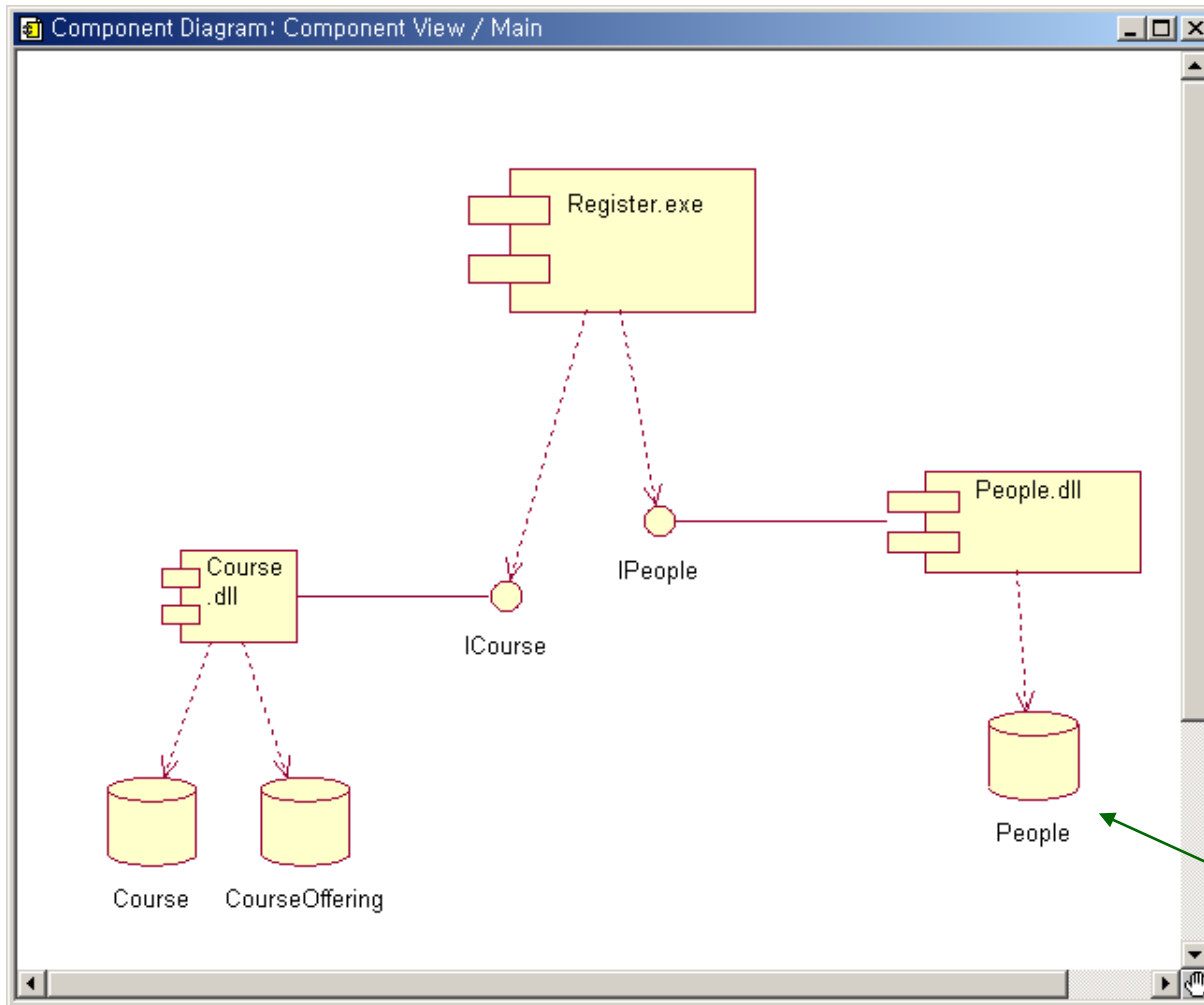 Component Diagram: Component View / Main
Register.exe
People.dll
IPeople
Course
.dll
ICourse
People
Course
CourseOffering